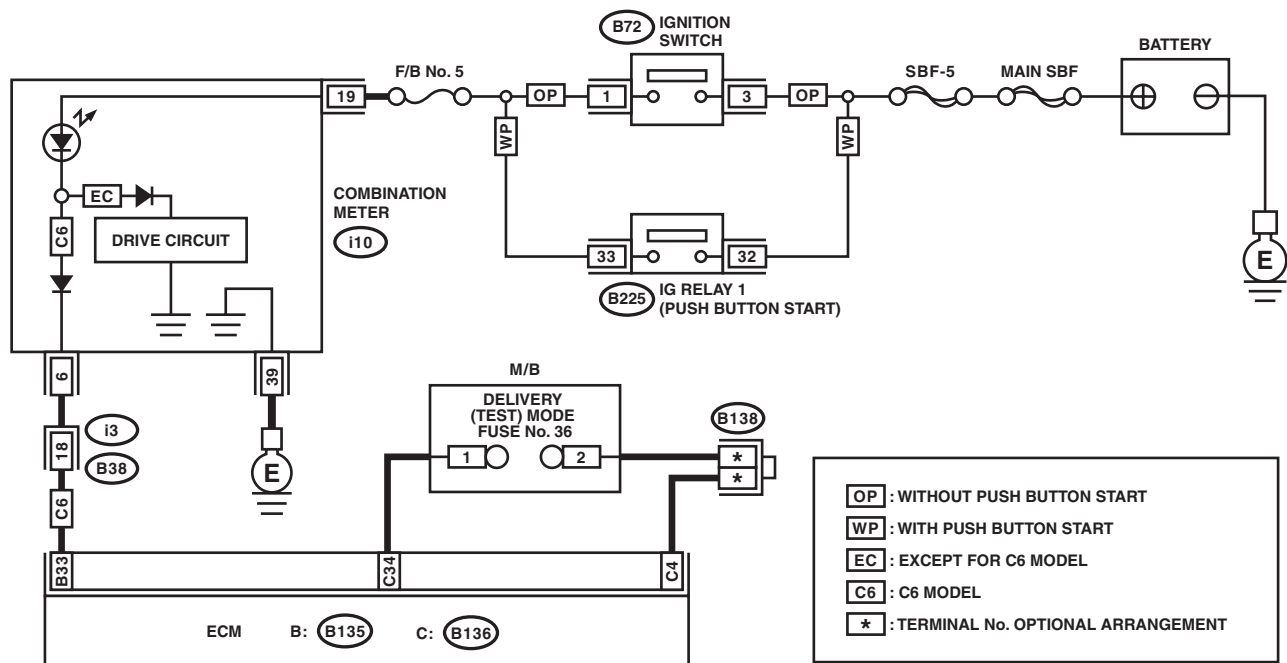 B72
IGNITION
SWITCH
BATTERY
F/B No. 5
SBF-5
MAIN SBF
19
OP
1
3
OP
WP
WP
EC
COMBINATION
METER
i10
C6
DRIVE CIRCUIT
33
32
E
B225
IG RELAY 1
(PUSH BUTTON START)
6
39
M/B
DELIVERY
(TEST) MODE
FUSE No. 36
B138
i3
18
B38
1
2
*
*
E
C6
OP : WITHOUT PUSH BUTTON START
WP : WITH PUSH BUTTON START
EC : EXCEPT FOR C6 MODEL
C6 : C6 MODEL
* : TERMINAL No. OPTIONAL ARRANGEMENT
B33
C34
C4
ECM B: B135 C: B136